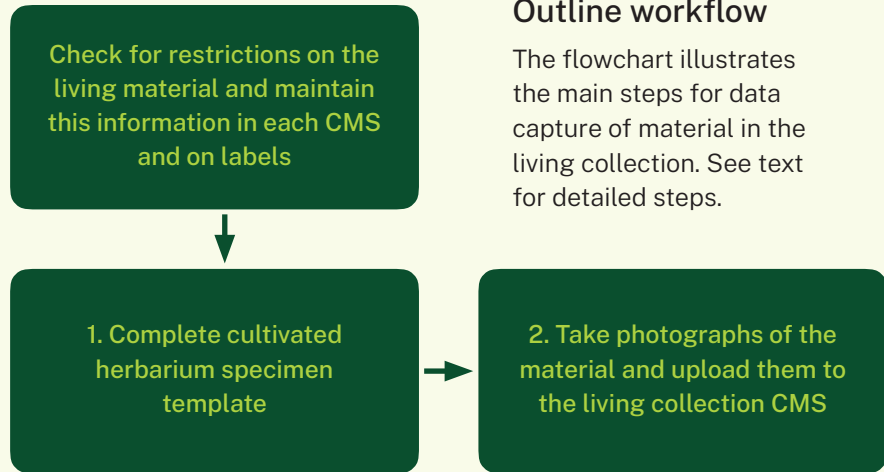 Check for restrictions on the
living material and maintain
this information in each CMS
and on labels
Outline workflow
The flowchart illustrates
the main steps for data
capture of material in the
living collection. See text
for detailed steps.
1. Complete cultivated
herbarium specimen
template
2. Take photographs of the
material and upload them to
the living collection CMS